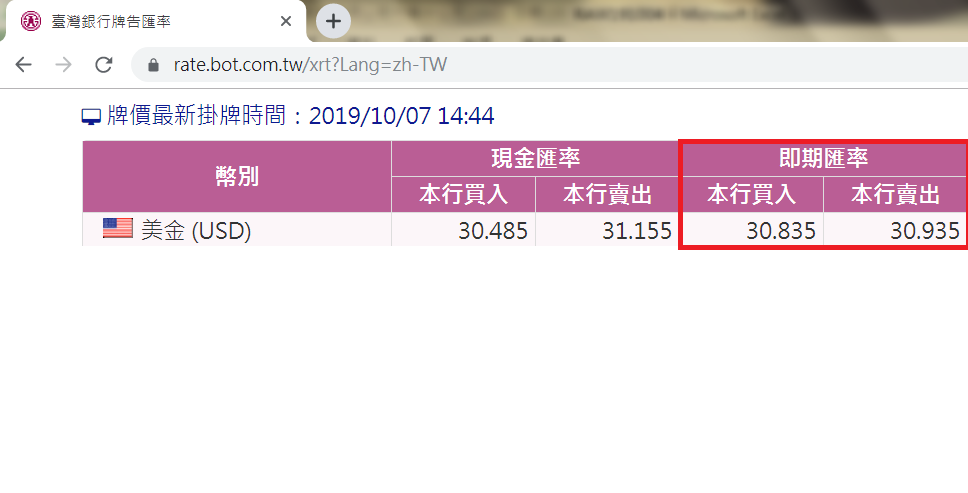 臺灣銀行牌告匯率
rate.bot.com.tw/xrt?Lang=zh-TW
牌價最新掛牌時間：2019/10/07 14:44
幣別 現金匯率 即期匯率
本行買入 本行賣出 本行買入 本行賣出
美金 (USD) 30.485 31.155 30.835 30.935